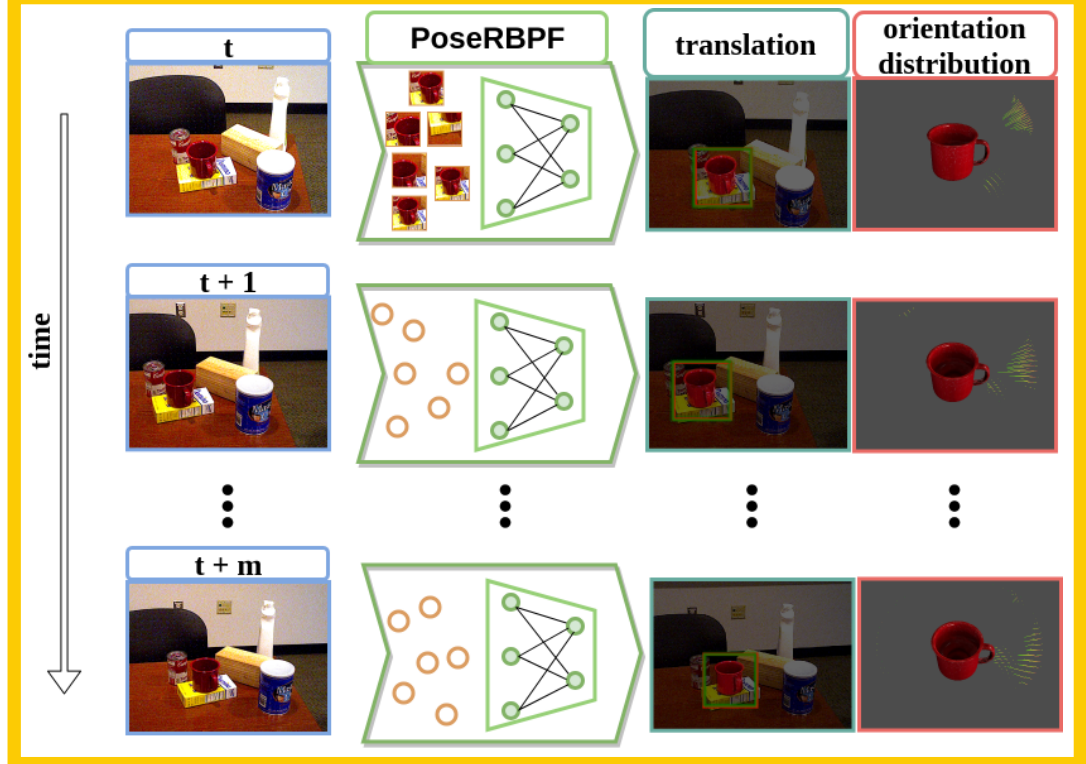 t
PoseRBPF
translation
orientation
distribution
time
t + 1
t + m